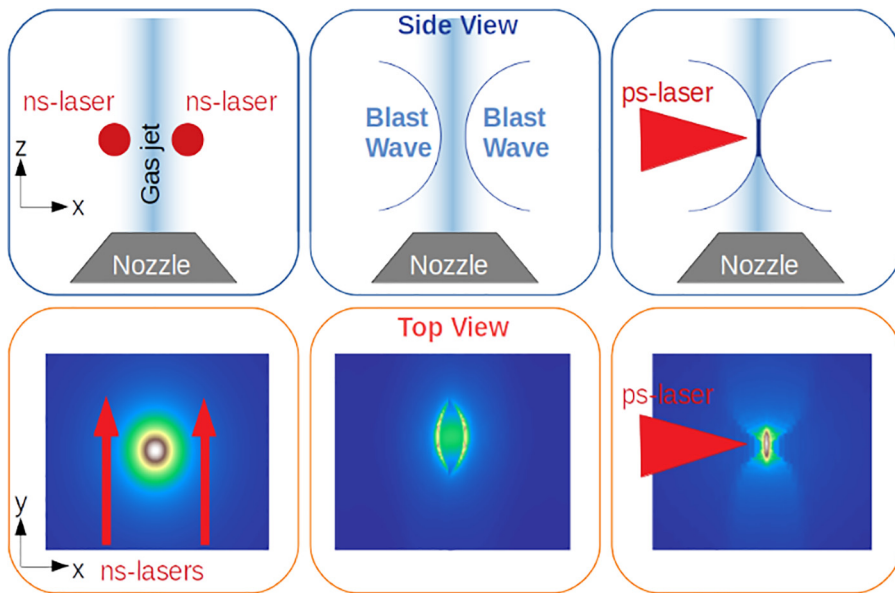 Side View
ns-laser
ns-laser
Gas jet
z
x
Nozzle
Blast
Wave
Blast
Wave
Nozzle
ps-laser
Nozzle
Top View
y
x
ns-lasers
ps-laser